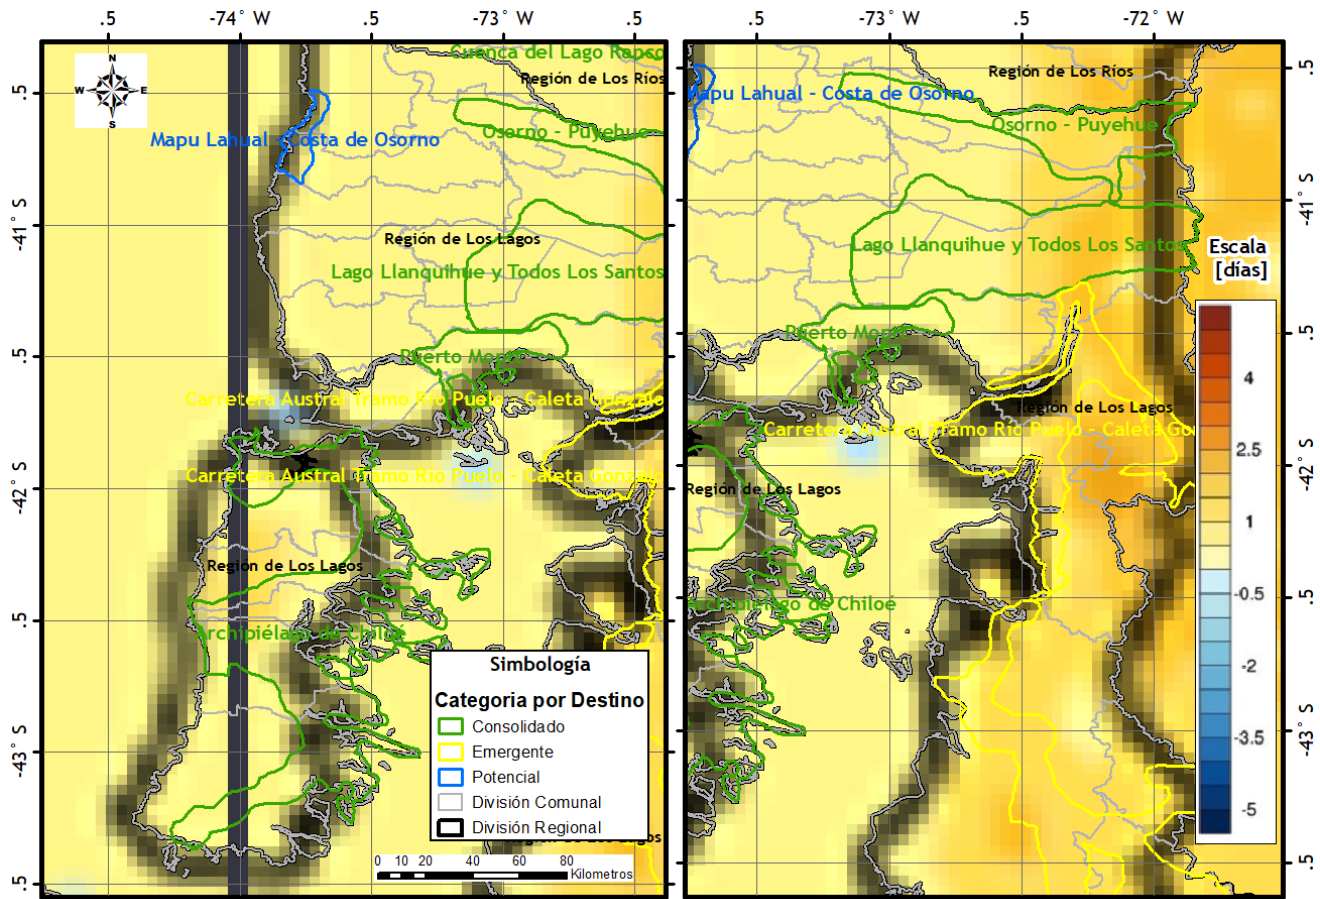 .5 -74° W .5 -73° W .5
.5 -73° W .5 -72° W
N
W E
S
.5
-41° S
.5
-42° S
.5
-43° S
.5
Cuenca del Lago Ranco
Región de Los Ríos
Osorno - Puyehue
Mapu Lahual - Costa de Osorno
Región de Los Lagos
Lago Llanquihue y Todos Los Santos
Puerto Montt
Carretera Austral Tramo Río Puelo - Caleta Gonzalo
Carretera Austral Tramo Río Puelo - Caleta Gonzalo
Región de Los Lagos
Archipiélago de Chiloé
Simbología
Categoria por Destino
Consolidado
Emergente
Potencial
División Comunal
División Regional
0 10 20 40 60 80
Kilometros
Región de Los Ríos
Mapu Lahual - Costa de Osorno
Osorno - Puyehue
Lago Llanquihue y Todos Los Santos
Puerto Montt
Región de Los Lagos
Carretera Austral Tramo Río Puelo - Caleta Gon
Región de Los Lagos
Archipiélago de Chiloé
Escala
[días]
4
2.5
1
-0.5
-2
-3.5
-5
.5
-41° S
.5
-42° S
.5
-43° S
.5